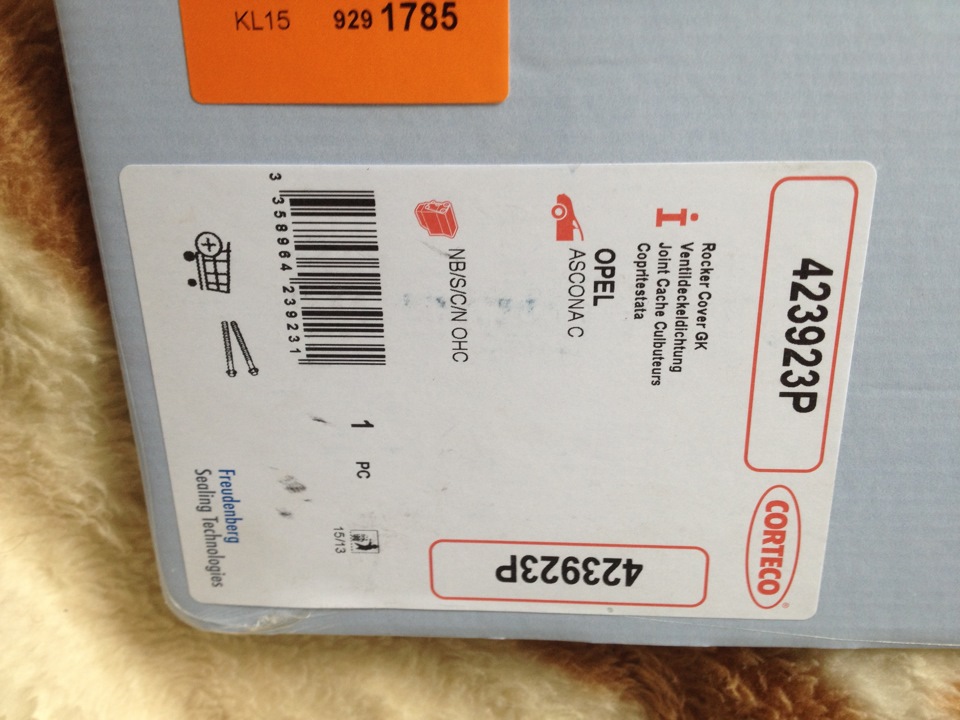 KL15 929 1785
423923P
CORTECO
®
i
Rocker Cover GK
Ventildeckeldichtung
Joint Cache Culbuteurs
Copritestata
OPEL
ASCONA C
NB/S/C/N OHC
3 358964 239231
1 PC
15/13
423923P
Freudenberg
Sealing Technologies